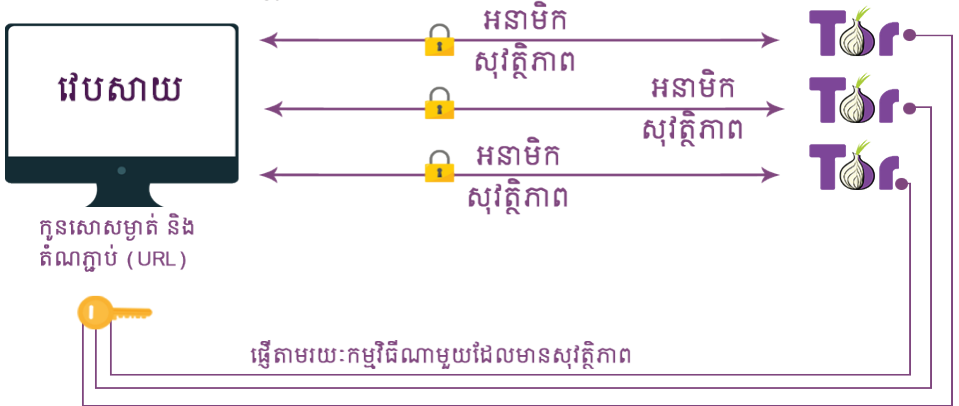 អនាមិក
Tor
សុវត្ថិភាព
វេបសាយ
អនាមិក
Tor
សុវត្ថិភាព
អនាមិក
Tor
សុវត្ថិភាព
កូនសោសម្ងាត់ និង
តំណភ្ជាប់ (URL)
ផ្ញើតាមរយៈកម្មវិធីណាមួយដែលមានសុវត្ថិភាព